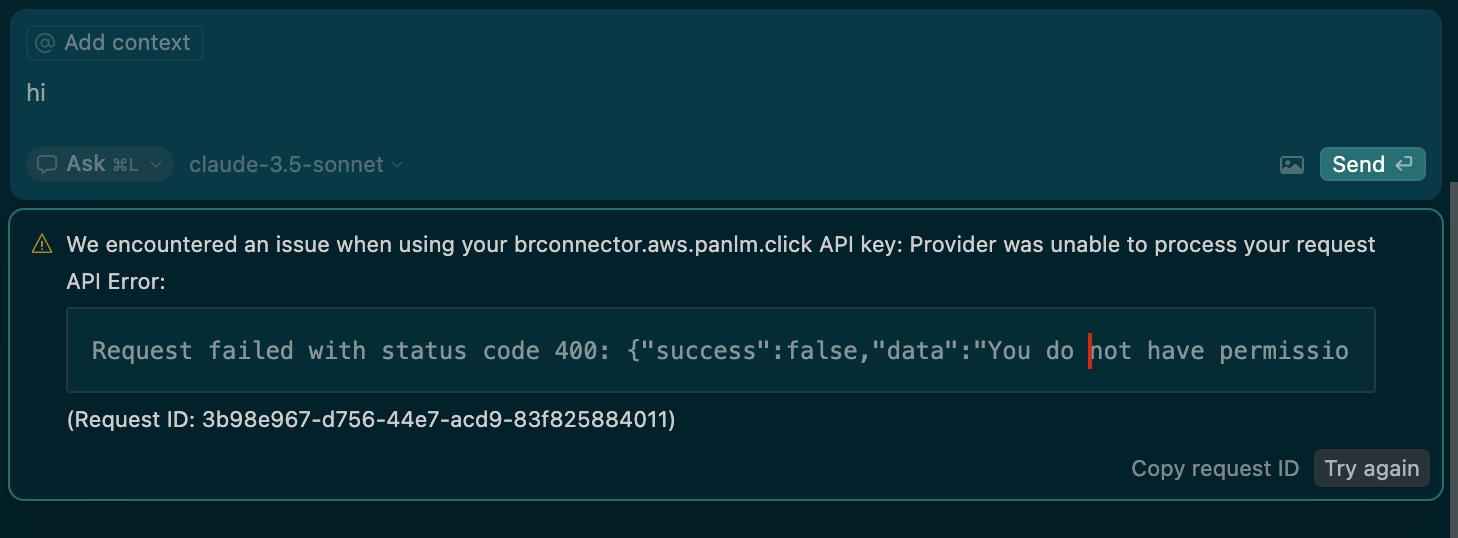 @ Add context
hi
Ask ⌘L claude-3.5-sonnet Send
We encountered an issue when using your brconnector.aws.panlm.click API key: Provider was unable to process your request
API Error:
Request failed with status code 400: {"success":false,"data":"You do not have permissio
(Request ID: 3b98e967-d756-44e7-acd9-83f825884011)
Copy request ID Try again